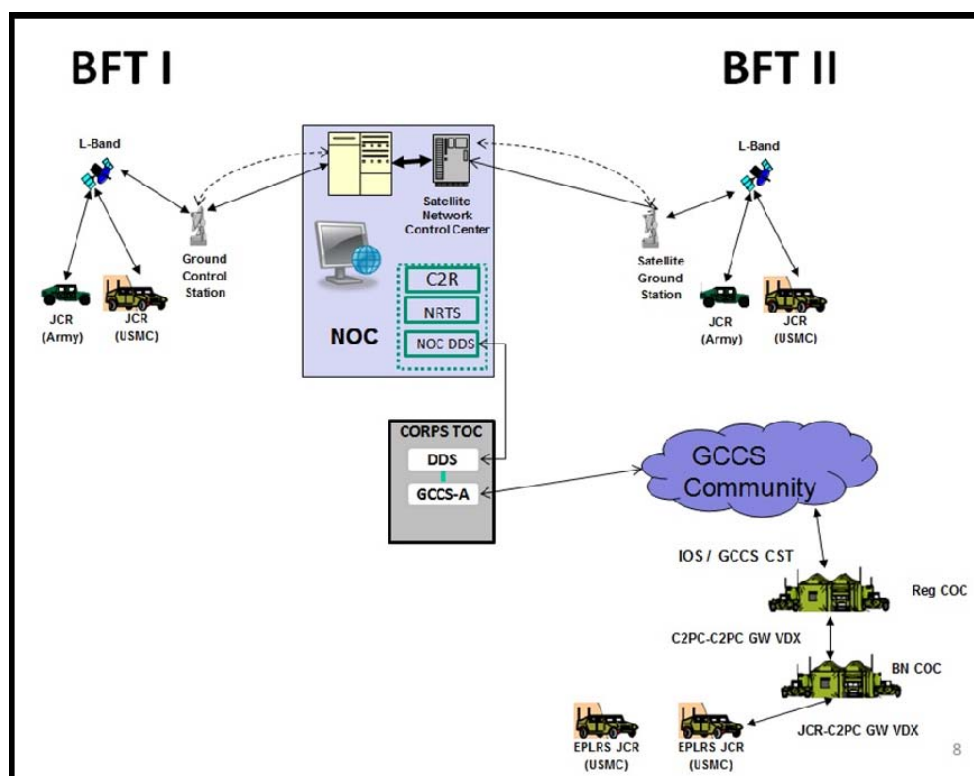 BFT I
BFT II
L-Band
L-Band
Satellite
Network
Control Center
Ground
Control
Station
Satellite
Ground
Station
C2R
NRTS
NOC
NOC DDS
JCR
(Army)
JCR
(USMC)
JCR
(Army)
JCR
(USMC)
CORPS TOC
DDS
GCCS-A
GCCS
Community
IOS / GCCS CST
Reg COC
C2PC-C2PC GW VDX
BN COC
JCR-C2PC GW VDX
EPLRS JCR
(USMC)
EPLRS JCR
(USMC)
8